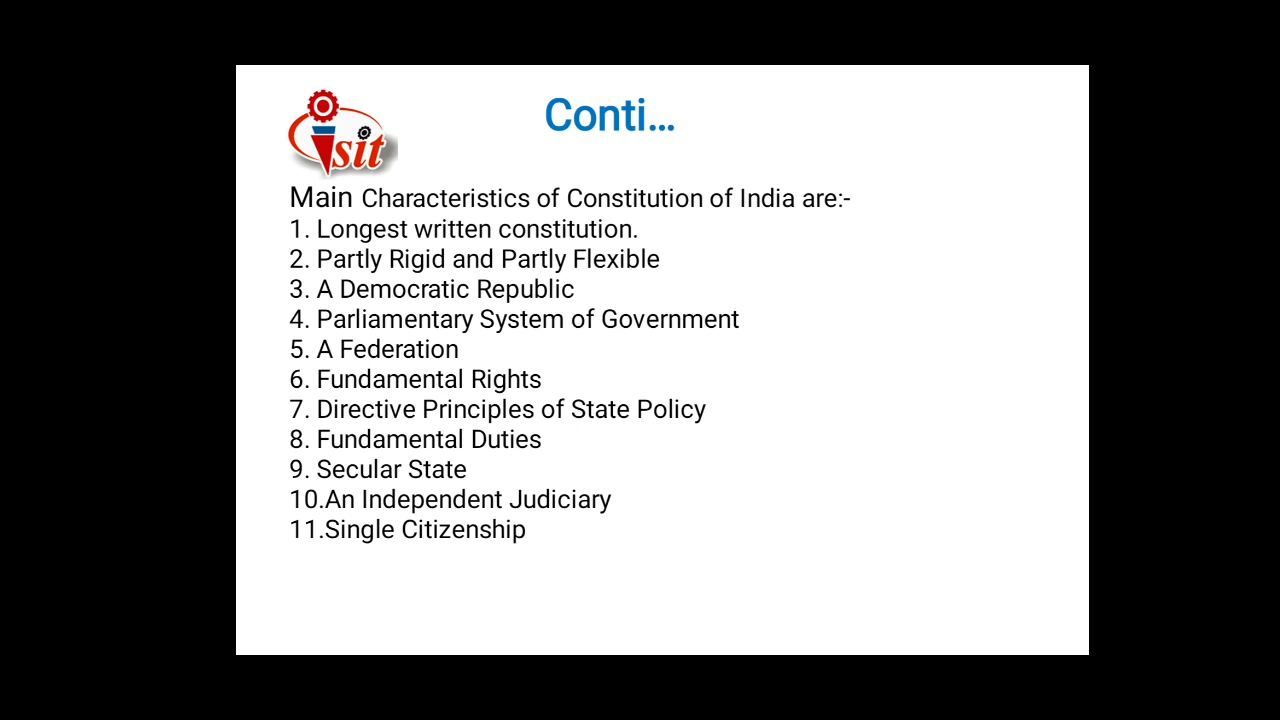 Conti...
sit
Main Characteristics of Constitution of India are:-
1. Longest written constitution.
2. Partly Rigid and Partly Flexible
3. A Democratic Republic
4. Parliamentary System of Government
5. A Federation
6. Fundamental Rights
7. Directive Principles of State Policy
8. Fundamental Duties
9. Secular State
10.An Independent Judiciary
11.Single Citizenship